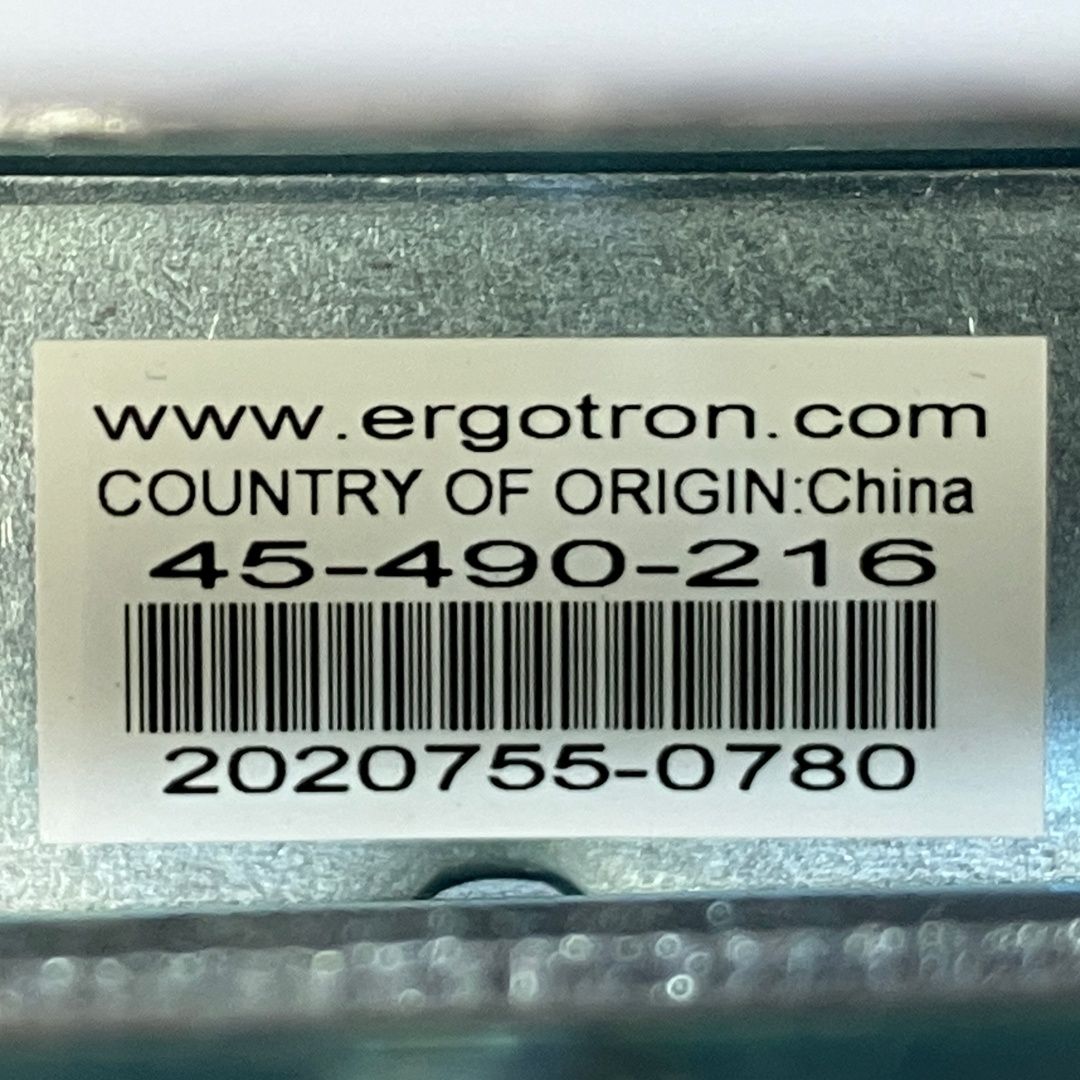 www.ergotron.com
COUNTRY OF ORIGIN:China
45-490-216
2020755-0780